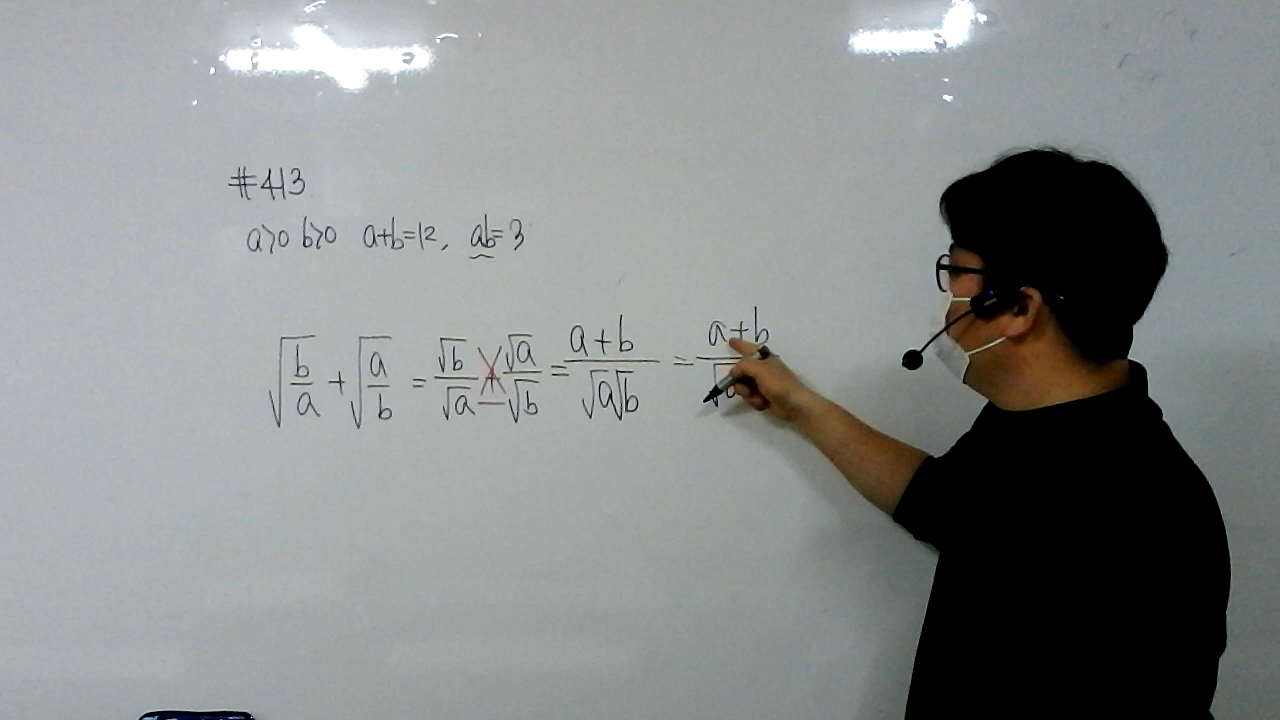 #413
a>0 b>0 a+b=12, ab=3
√(b/a) + √(a/b) = √b/√a + √a/√b = (a+b)/(√a√b) = (a+b)/